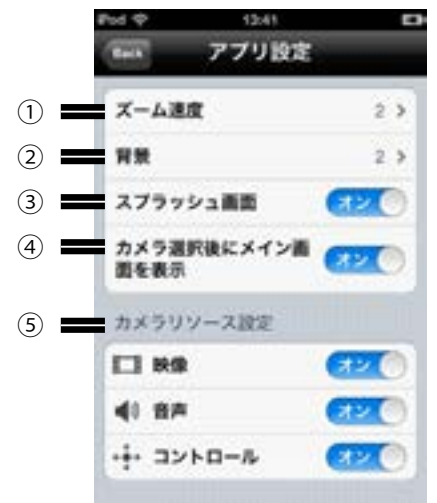 iPod 13:41
Back アプリ設定
① ズーム速度 2
② 背景 2
③ スプラッシュ画面 オン
④ カメラ選択後にメイン画
面を表示 オン
⑤ カメラリソース設定
映像 オン
音声 オン
コントロール オン